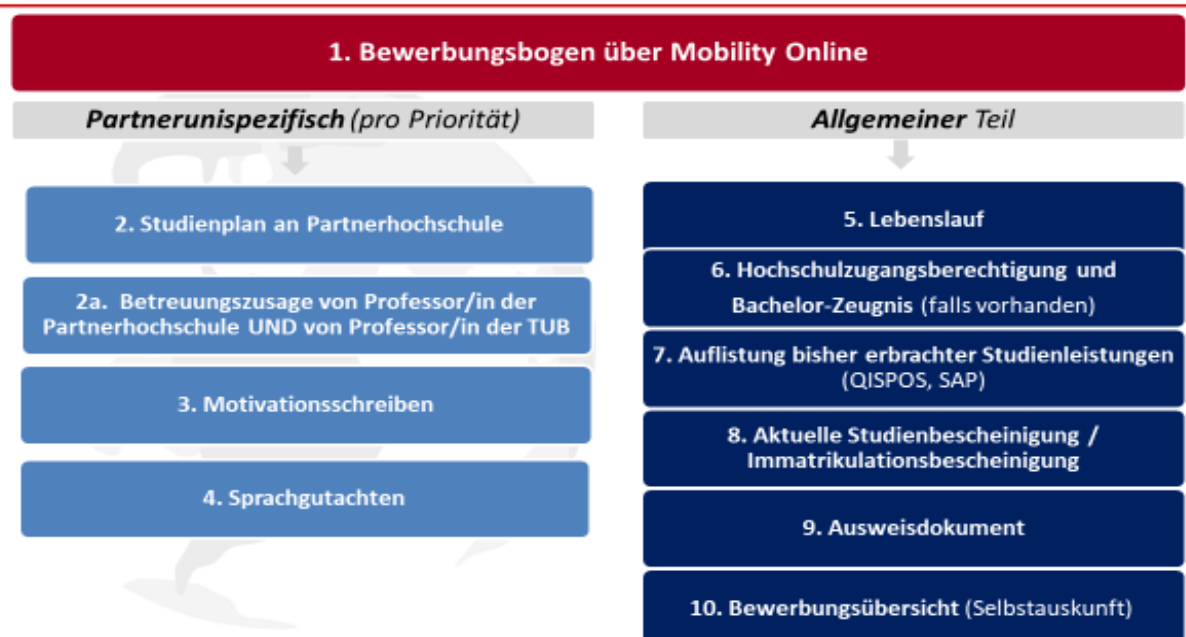 1. Bewerbungsbogen über Mobility Online
Partnerunispezifisch (pro Priorität)
2. Studienplan an Partnerhochschule
2a. Betreuungszusage von Professor/in der
Partnerhochschule UND von Professor/in der TUB
3. Motivationsschreiben
4. Sprachgutachten
Allgemeiner Teil
5. Lebenslauf
6. Hochschulzugangsberechtigung und
Bachelor-Zeugnis (falls vorhanden)
7. Auflistung bisher erbrachter Studienleistungen
(QISPOS, SAP)
8. Aktuelle Studienbescheinigung /
Immatrikulationsbescheinigung
9. Ausweisdokument
10. Bewerbungsübersicht (Selbstauskunft)